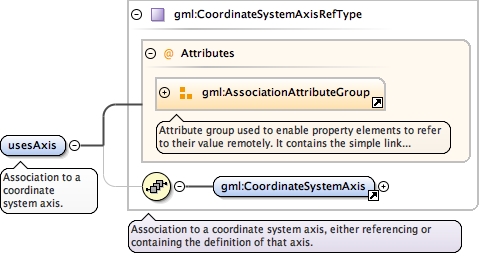 gml:CoordinateSystemAxisRefType
@ Attributes
gml:AssociationAttributeGroup
Attribute group used to enable property elements to refer
to their value remotely. It contains the simple link...
usesAxis
Association to a
coordinate
system axis.
gml:CoordinateSystemAxis
Association to a coordinate system axis, either referencing or
containing the definition of that axis.